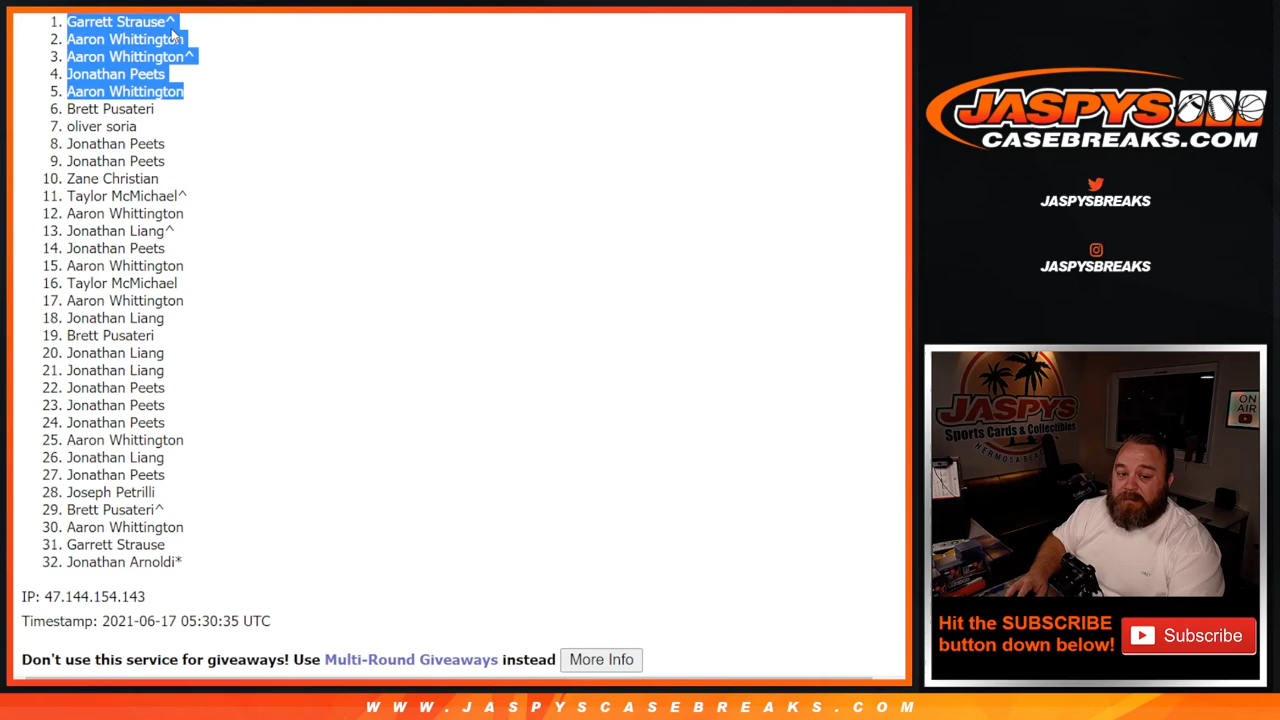 1. Garrett Strause^
2. Aaron Whittington
3. Aaron Whittington^
4. Jonathan Peets
5. Aaron Whittington
6. Brett Pusateri
7. oliver soria
8. Jonathan Peets
9. Jonathan Peets
10. Zane Christian
11. Taylor McMichael^
12. Aaron Whittington
13. Jonathan Liang^
14. Jonathan Peets
15. Aaron Whittington
16. Taylor McMichael
17. Aaron Whittington
18. Jonathan Liang
19. Brett Pusateri
20. Jonathan Liang
21. Jonathan Liang
22. Jonathan Peets
23. Jonathan Peets
24. Jonathan Peets
25. Aaron Whittington
26. Jonathan Liang
27. Jonathan Peets
28. Joseph Petrilli
29. Brett Pusateri^
30. Aaron Whittington
31. Garrett Strause
32. Jonathan Arnoldi*
IP: 47.144.154.143
Timestamp: 2021-06-17 05:30:35 UTC
Don't use this service for giveaways! Use Multi-Round Giveaways instead More Info
JASPYS
CASEBREAKS.COM
JASPYSBREAKS
JASPYSBREAKS
JASPYS
Sports Cards & Collectibles
HERMOSA BEA
ON
AIR
Hit the SUBSCRIBE
button down below!
Subscribe
WWW.JASPYSCASEBREAKS.COM